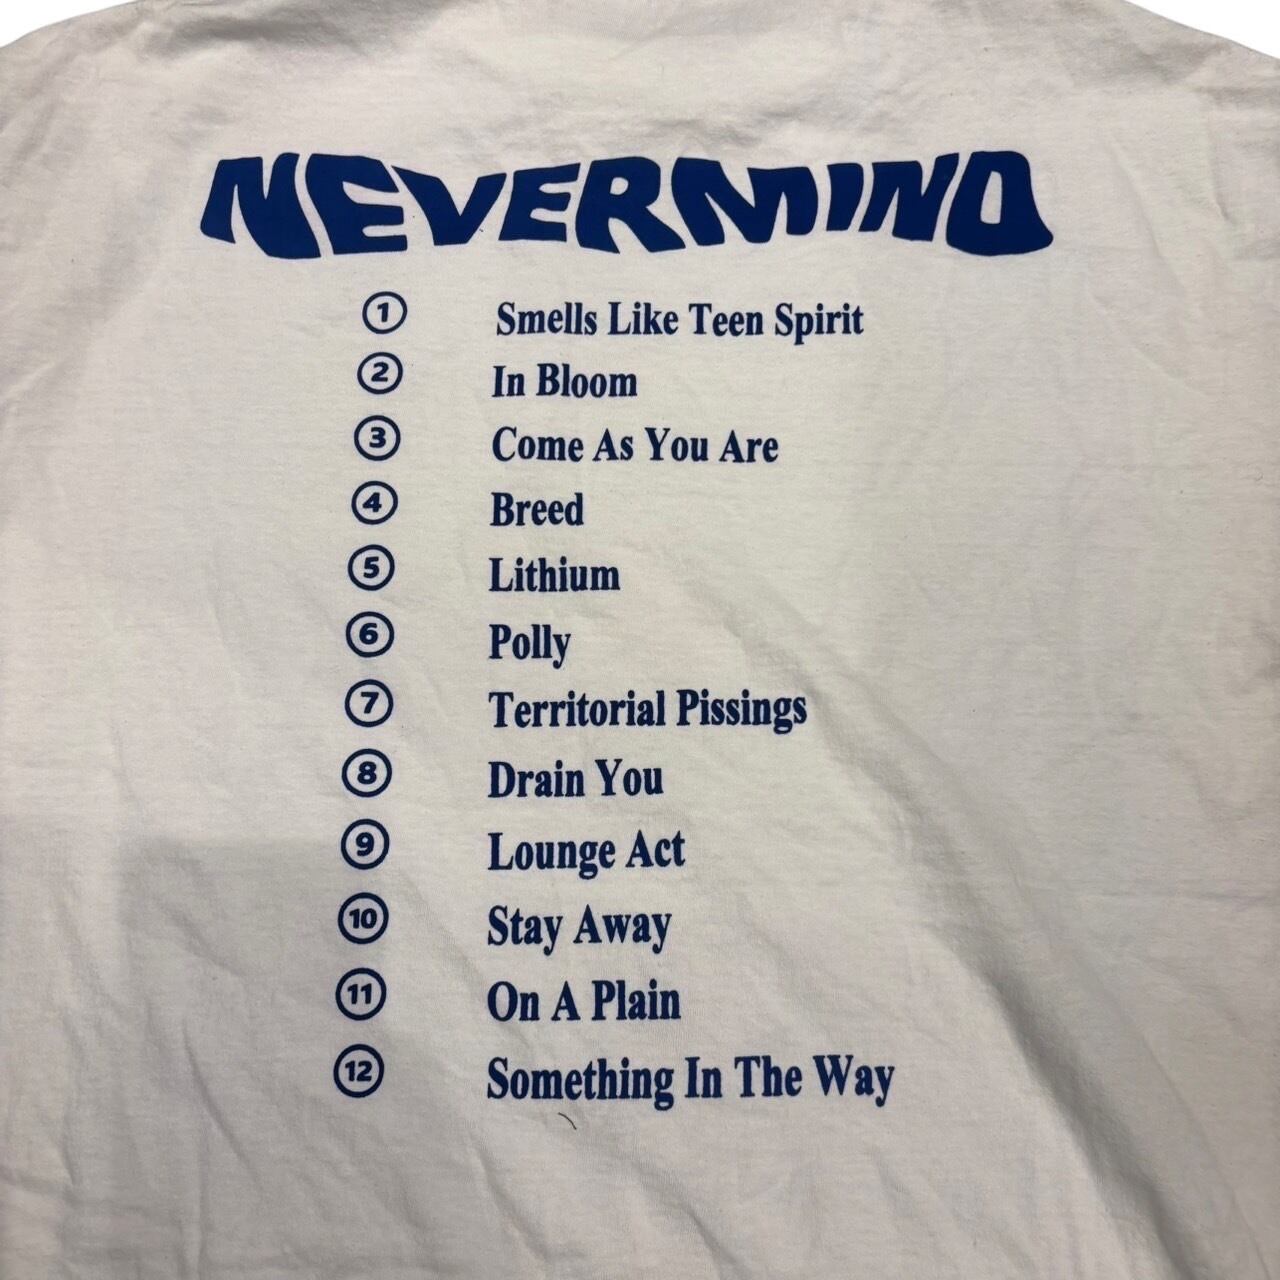 NEVERMIND
1 Smells Like Teen Spirit
2 In Bloom
3 Come As You Are
4 Breed
5 Lithium
6 Polly
7 Territorial Pissings
8 Drain You
9 Lounge Act
10 Stay Away
11 On A Plain
12 Something In The Way